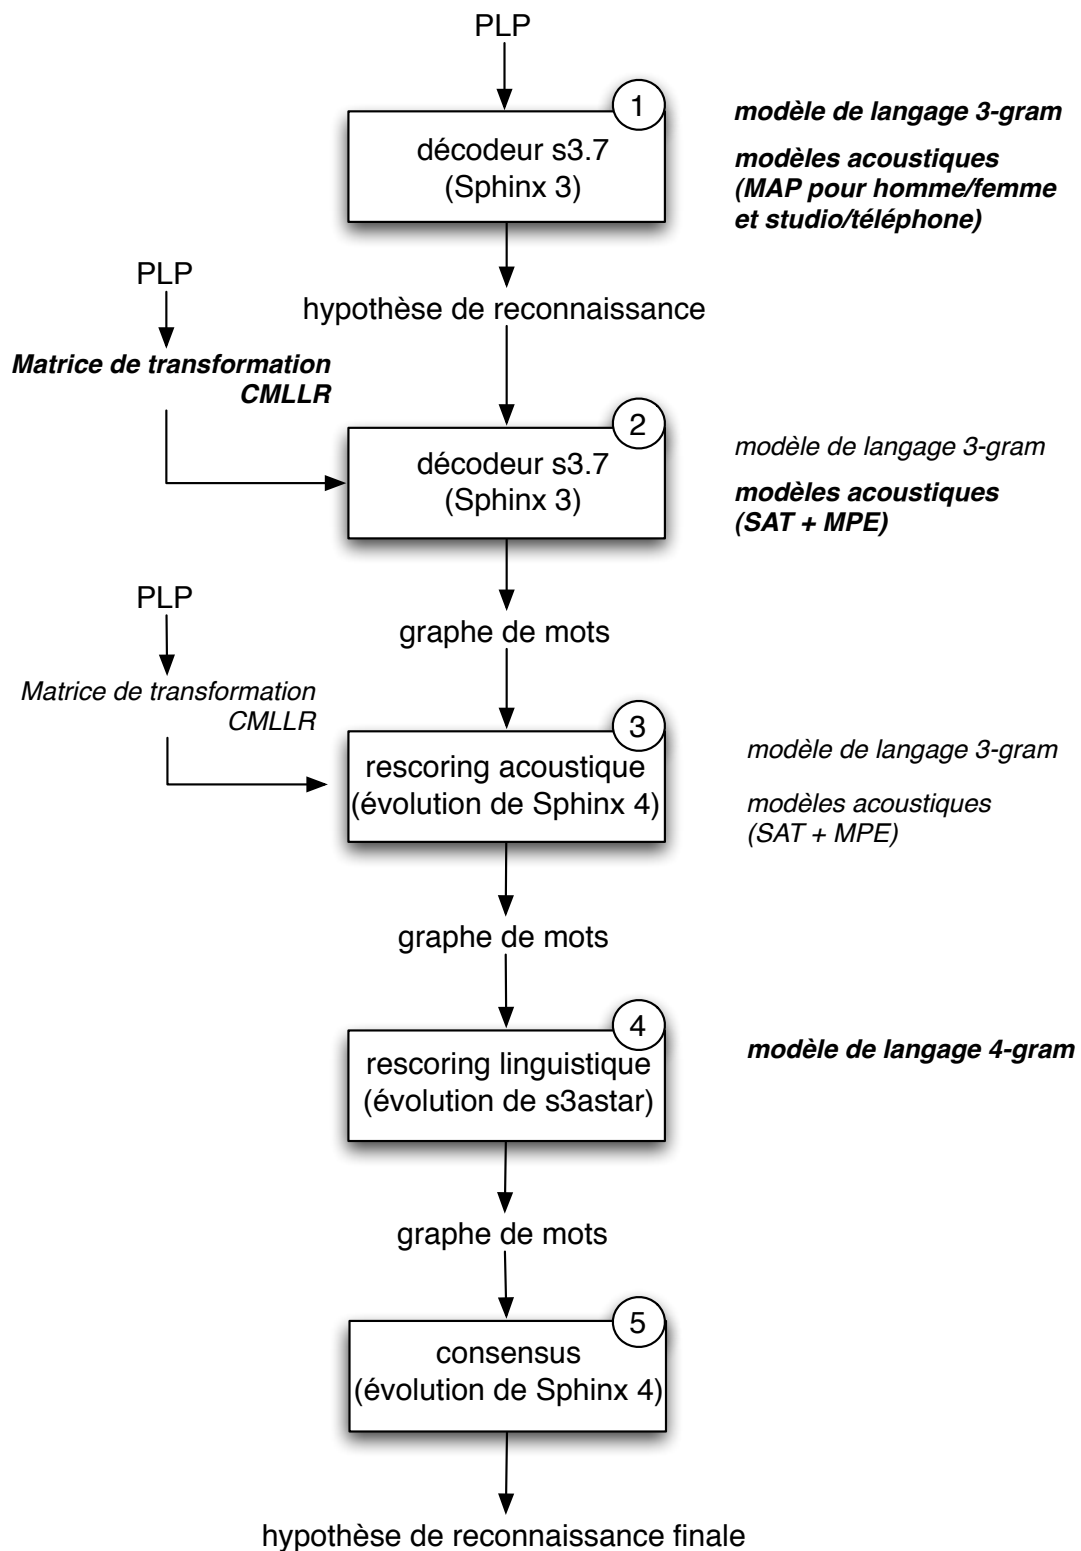 PLP
1
décodeur s3.7
(Sphinx 3)
modèle de langage 3-gram
modèles acoustiques
(MAP pour homme/femme
et studio/téléphone)
hypothèse de reconnaissance
PLP
Matrice de transformation
CMLLR
2
décodeur s3.7
(Sphinx 3)
modèle de langage 3-gram
modèles acoustiques
(SAT + MPE)
graphe de mots
PLP
Matrice de transformation
CMLLR
3
rescoring acoustique
(évolution de Sphinx 4)
modèle de langage 3-gram
modèles acoustiques
(SAT + MPE)
graphe de mots
4
rescoring linguistique
(évolution de s3astar)
modèle de langage 4-gram
graphe de mots
5
consensus
(évolution de Sphinx 4)
hypothèse de reconnaissance finale